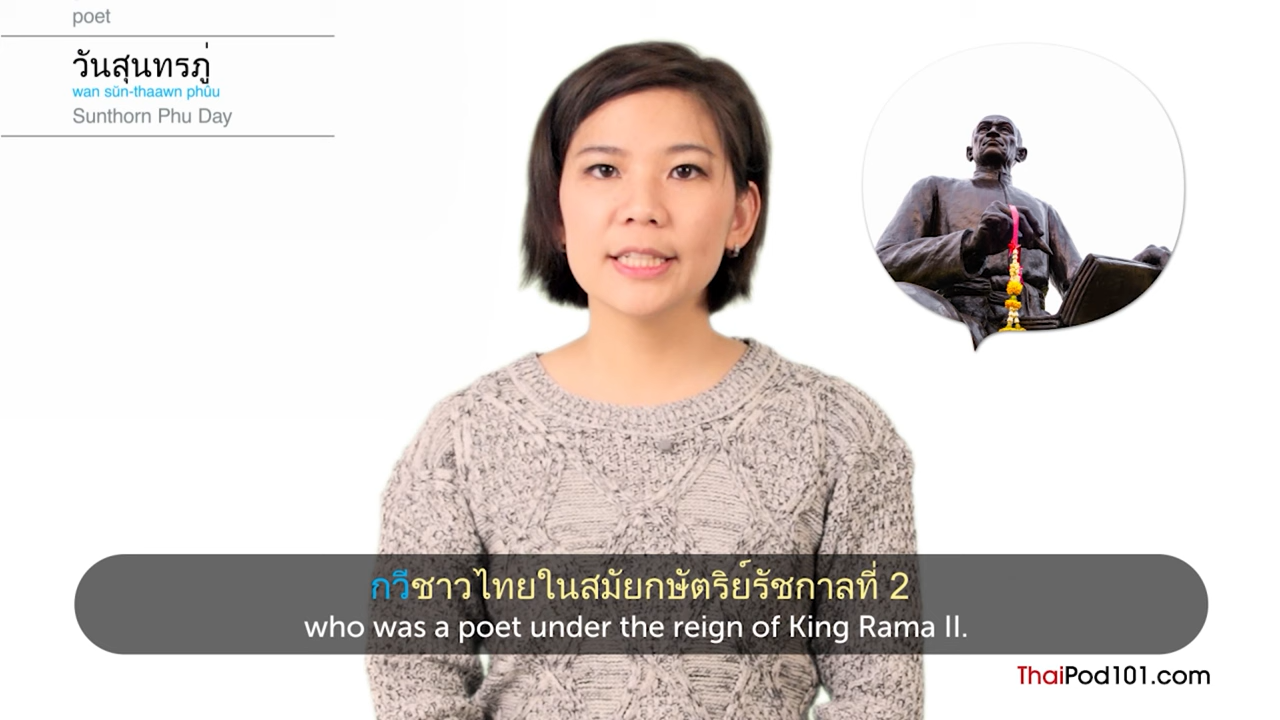 poet
วันสุนทรภู่
wan sǔn-thaawn phûu
Sunthorn Phu Day
กวีชาวไทยในสมัยกษัตริย์รัชกาลที่ 2
who was a poet under the reign of King Rama II.
ThaiPod101.com